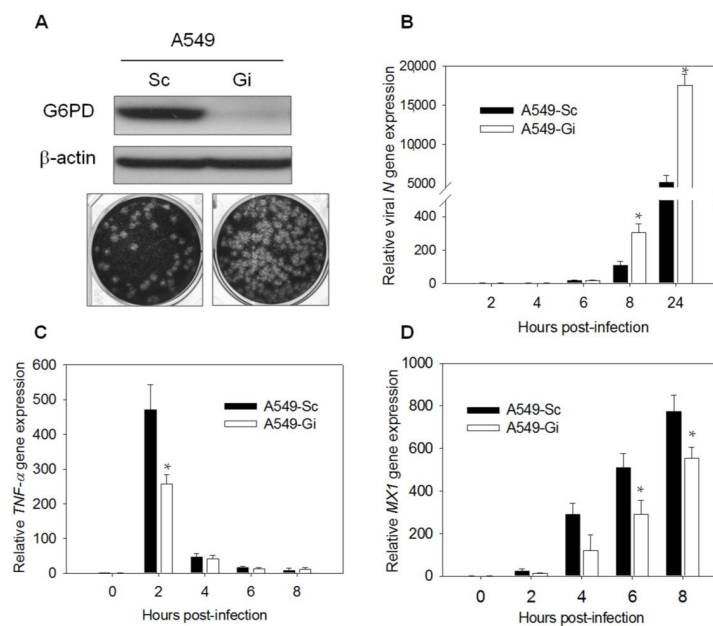 A
A549
Sc Gi
G6PD
β-actin
B
Relative viral N gene expression
20000
15000
10000
5000
400
200
0
A549-Sc
A549-Gi
*
*
2 4 6 8 24
Hours post-infection
C
Relative TNF-α gene expression
600
500
400
300
200
100
0
A549-Sc
A549-Gi
*
0 2 4 6 8
Hours post-infection
D
Relative MX1 gene expression
1000
800
600
400
200
0
A549-Sc
A549-Gi
*
*
0 2 4 6 8
Hours post-infection